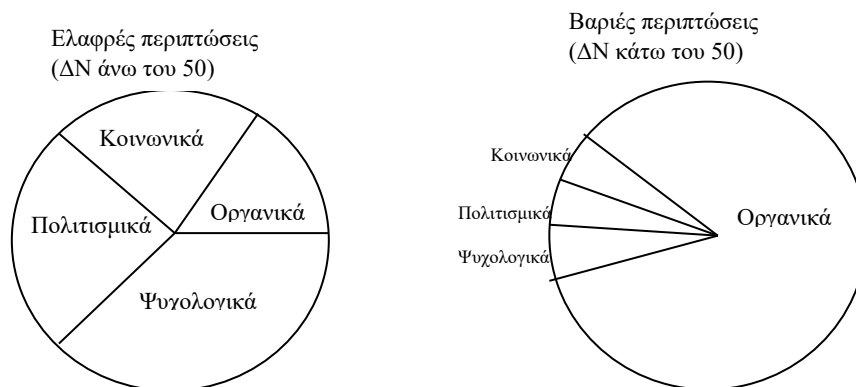 Ελαφρές περιπτώσεις
(ΔΝ άνω του 50)
Κοινωνικά
Οργανικά
Πολιτισμικά
Ψυχολογικά
Βαριές περιπτώσεις
(ΔΝ κάτω του 50)
Κοινωνικά
Πολιτισμικά
Ψυχολογικά
Οργανικά